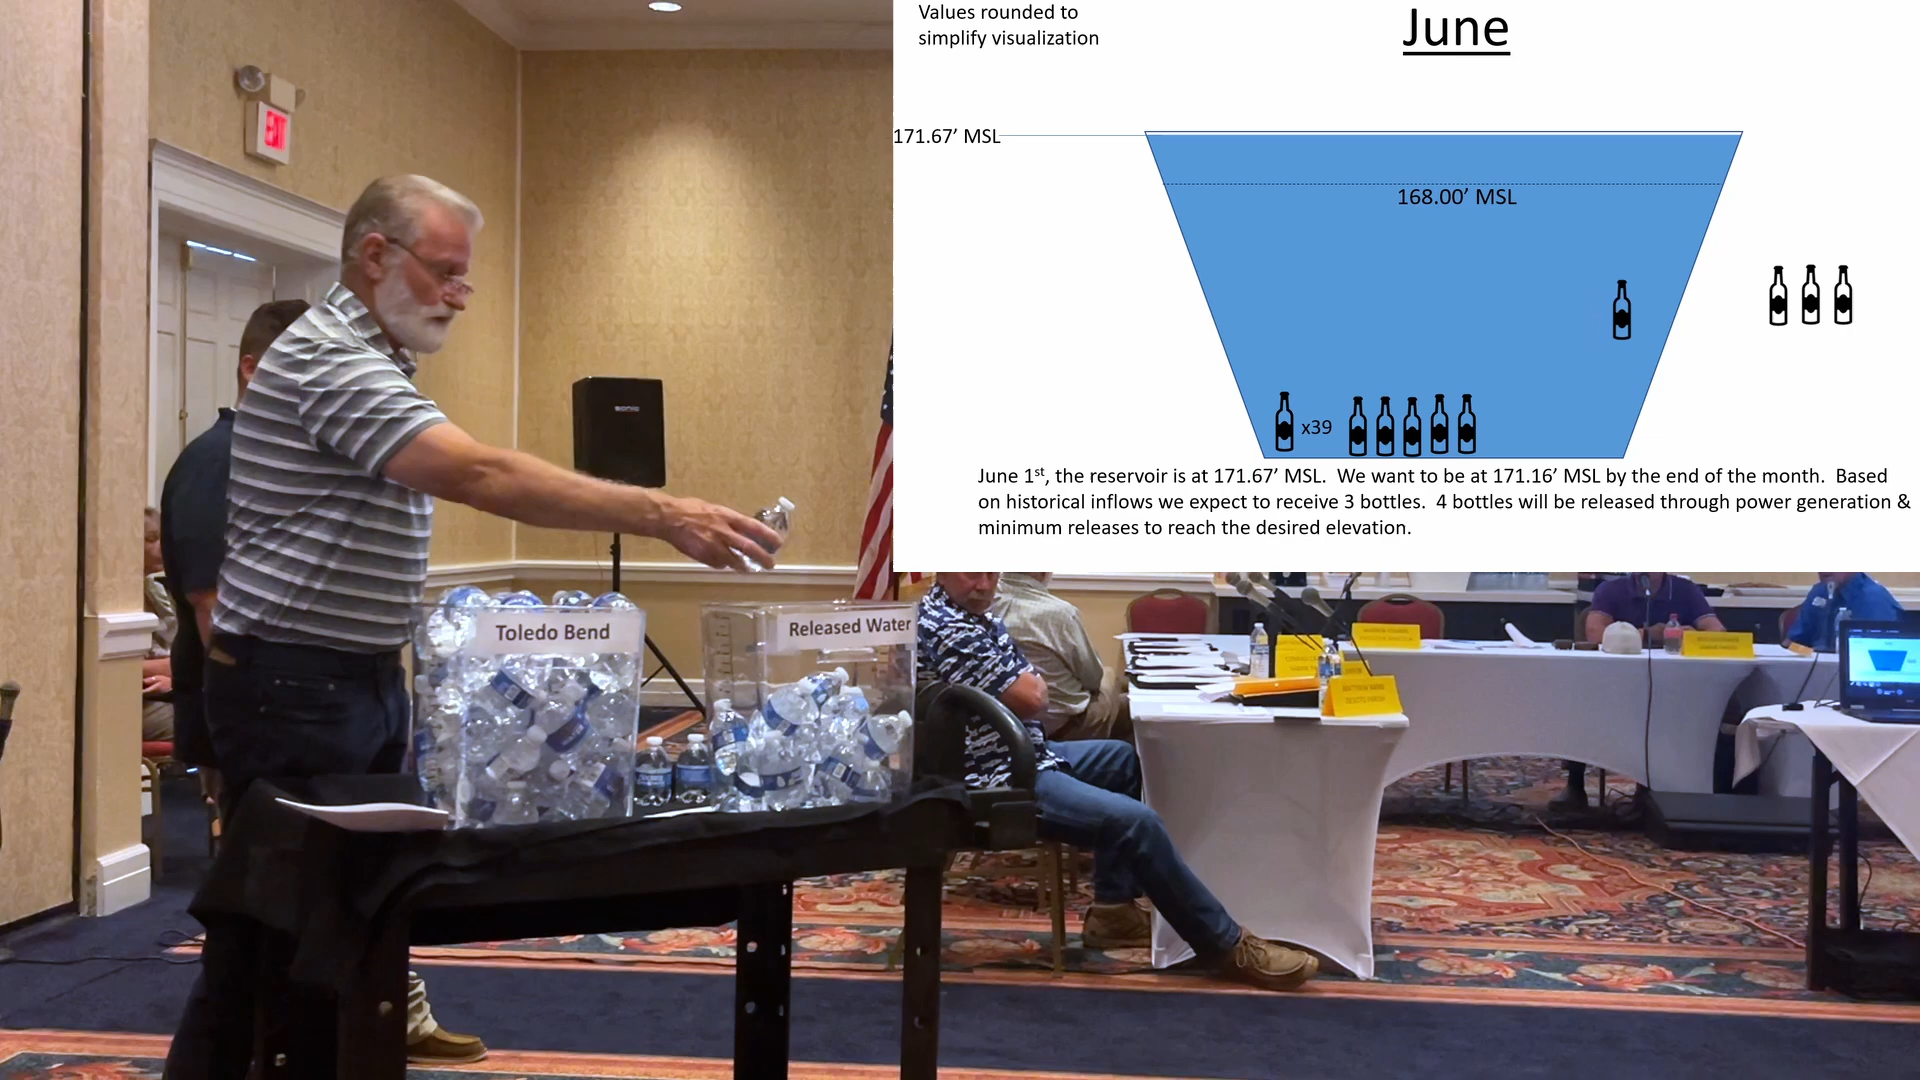 Values rounded to
simplify visualization
June
171.67’ MSL
168.00’ MSL
x39
June 1st, the reservoir is at 171.67’ MSL. We want to be at 171.16’ MSL by the end of the month. Based
on historical inflows we expect to receive 3 bottles. 4 bottles will be released through power generation &
minimum releases to reach the desired elevation.
EXIT
Toledo Bend
Released Water